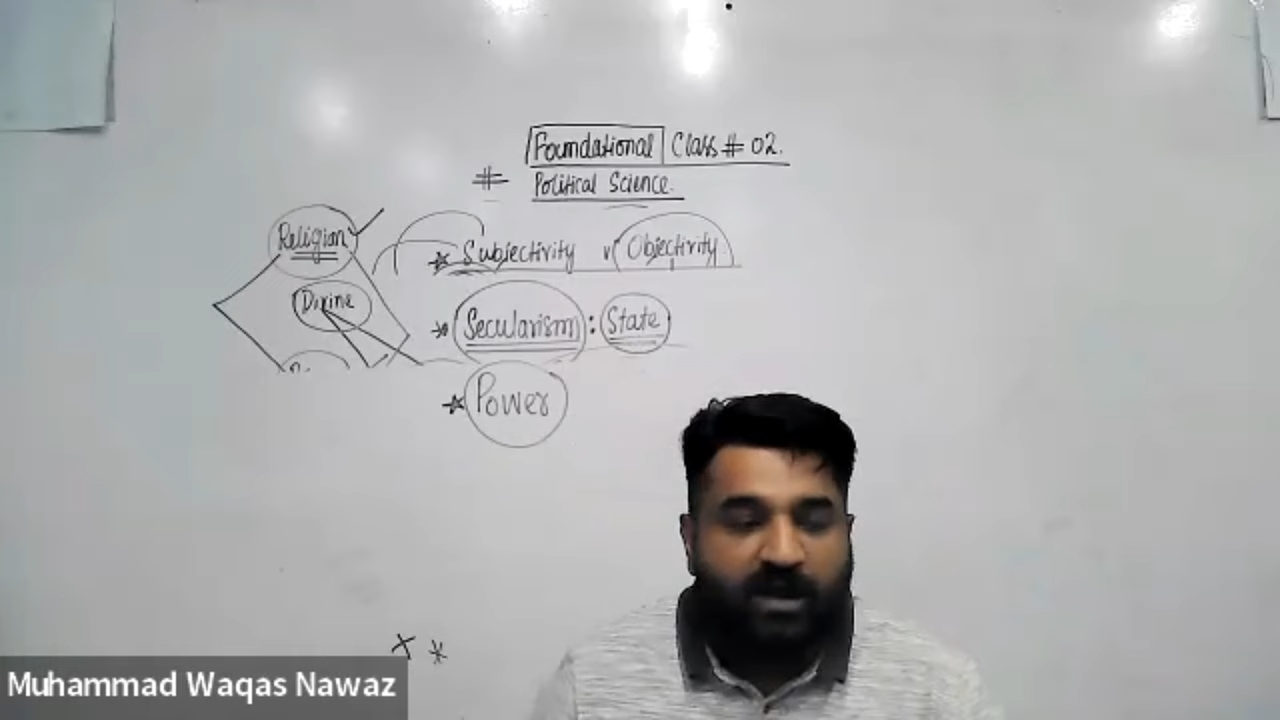 Foundational Class # 02.
# Political Science.
Religion
* Subjectivity v Objectivity
Divine
* Secularism : State
* Power
x *
Muhammad Waqas Nawaz